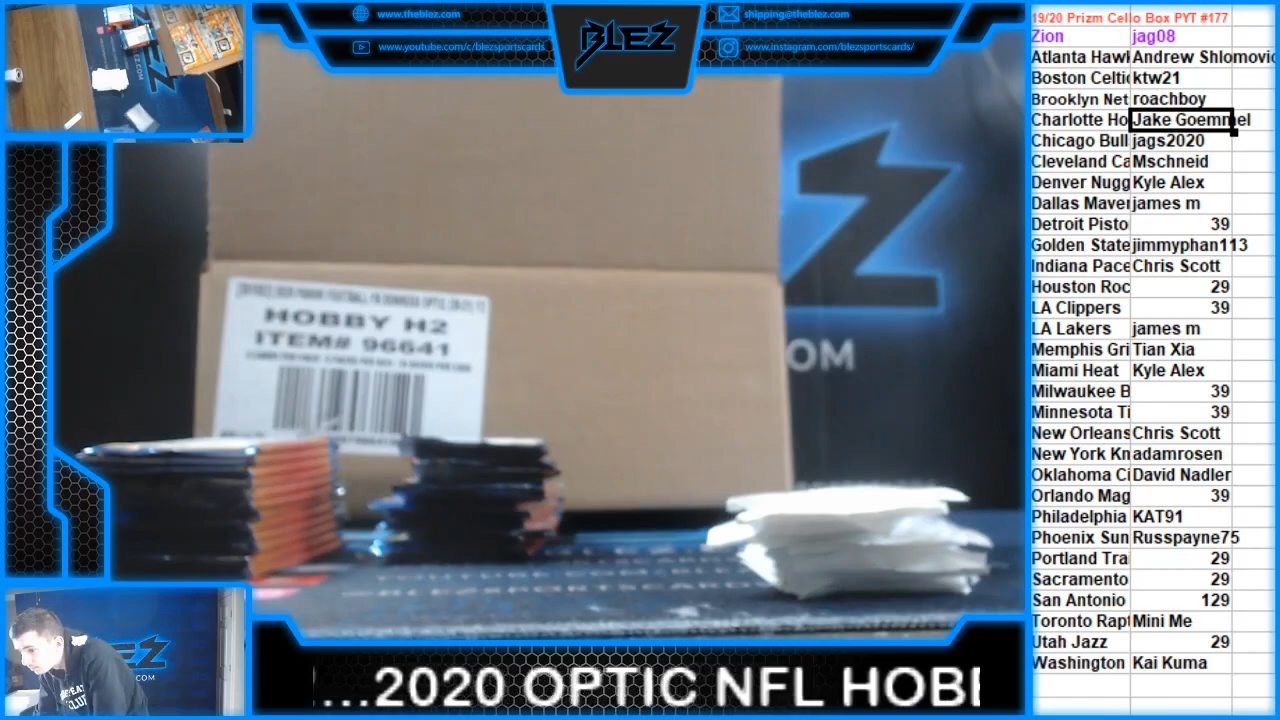 www.theblez.com
www.youtube.com/c/blezsportscards
BLEZ
shipping@theblez.com
www.instagram.com/blezsportscards/
19/20 Prizm Cello Box PYT #177
Zion jag08
Atlanta Hawk Andrew Shlomovic
Boston Celtic ktw21
Brooklyn Net roachboy
Charlotte Ho Jake Goemmel
Chicago Bull jags2020
Cleveland Ca Mschneid
Denver Nugg Kyle Alex
Dallas Maver james m
Detroit Pisto 39
Golden State jimmyphan113
Indiana Pace Chris Scott
Houston Roc 29
LA Clippers 39
LA Lakers james m
Memphis Gri Tian Xia
Miami Heat Kyle Alex
Milwaukee B 39
Minnesota Ti 39
New Orleans Chris Scott
New York Kn adamrosen
Oklahoma Ci David Nadler
Orlando Mag 39
Philadelphia KAT91
Phoenix Sun Russpayne75
Portland Trai 29
Sacramento 29
San Antonio 129
Toronto Rapt Mini Me
Utah Jazz 29
Washington Kai Kuma
HOBBY H2
ITEM# 96641
.COM
...2020 OPTIC NFL HOB